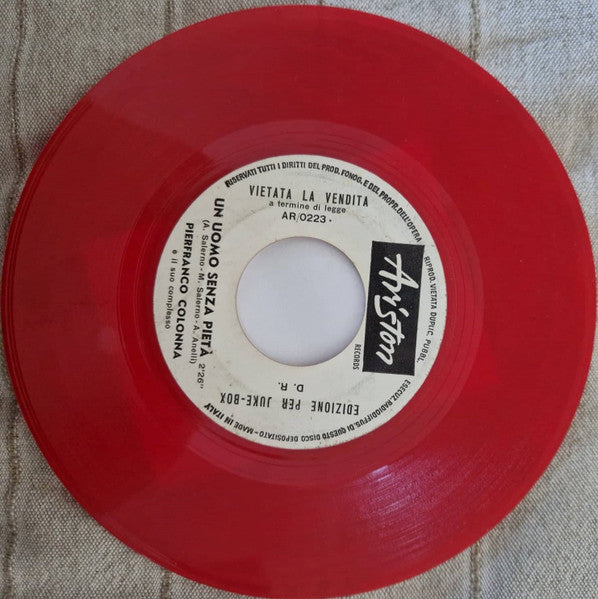 RISERVATI TUTTI I DIRITTI DEL PROD. FONOG. E DEL PROPR. DELL'OPERA
RIPROD. VIETATA DUPLIC. PUBBL.
ESECUZ. RADIODIFFUS. DI QUESTO DISCO DEPOSITATO - MADE IN ITALY
Ariston
RECORDS
VIETATA LA VENDITA
a termine di legge
AR/0223
EDIZIONE PER JUKE-BOX
D. R.
UN UOMO SENZA PIETÀ 2'26"
(A. Salerno - M. Salerno - A. Anelli)
PIERFRANCO COLONNA
e il suo complesso